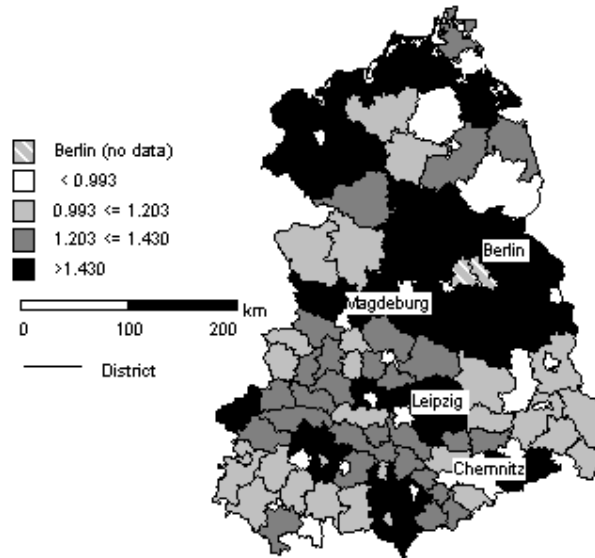 Berlin (no data)
< 0.993
0.993 <= 1.203
1.203 <= 1.430
>1.430
km
0 100 200
District
Berlin
Magdeburg
Leipzig
Chemnitz